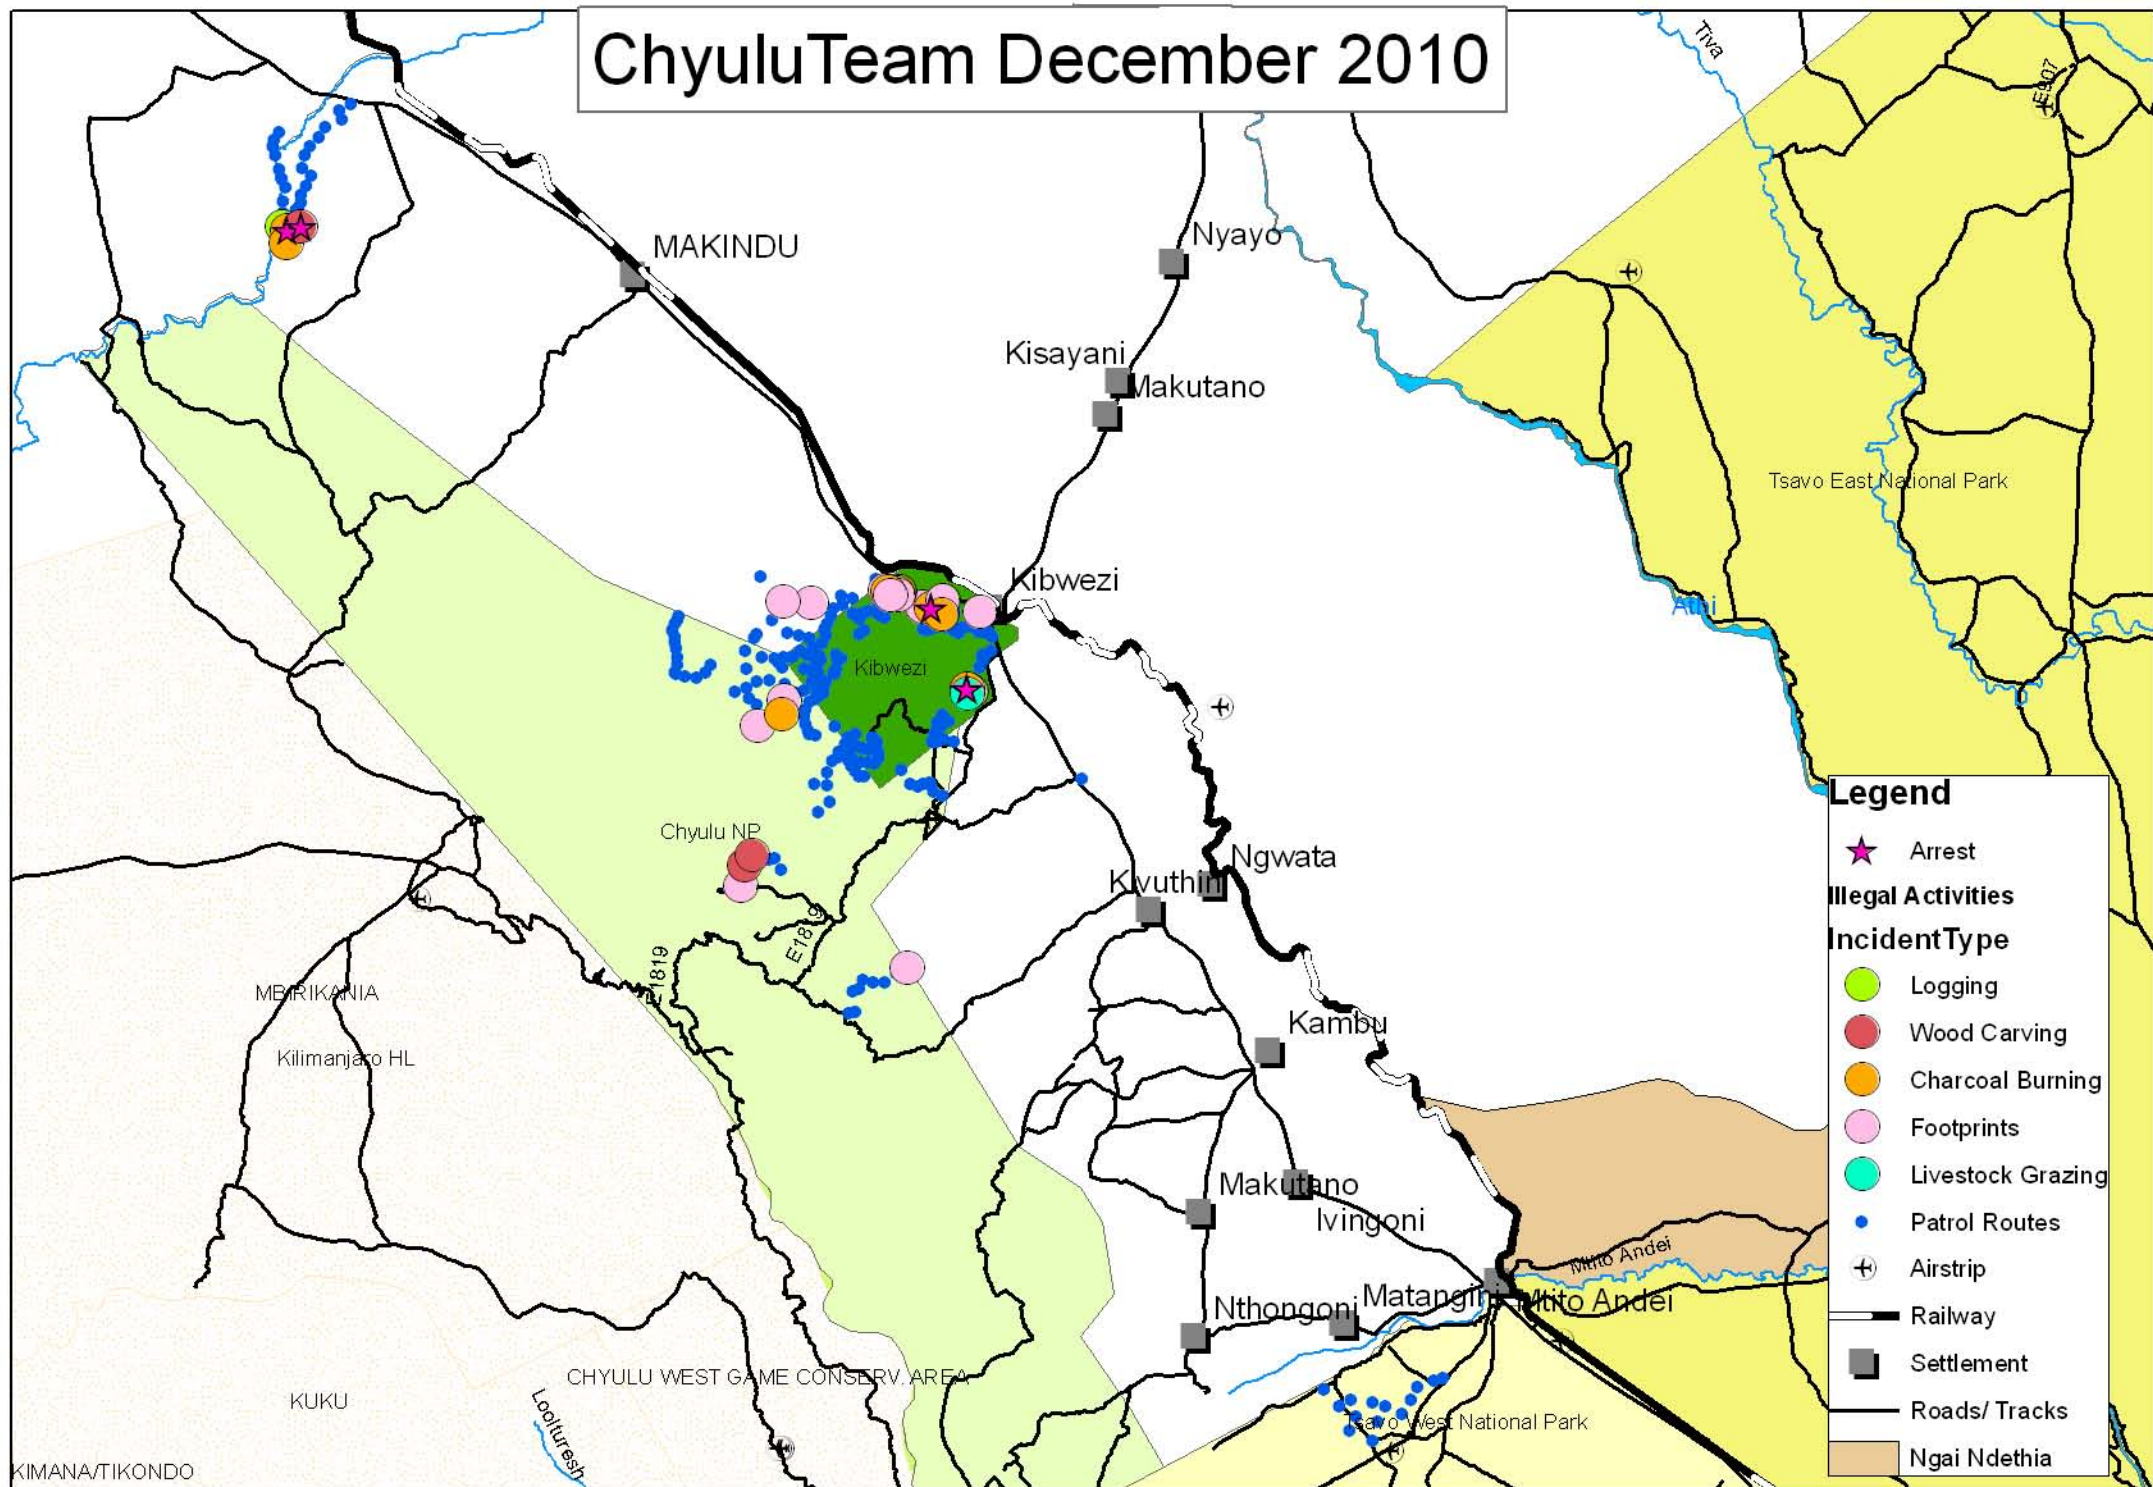 ChyuluTeam December 2010
Tiva
E907
MAKINDU
Nyayo
Kisayani
Makutano
Tsavo East National Park
Kibwezi
Athi
Kibwezi
Chyulu NP
Ngwata
Kivuthini
E1819
E1819
MBIRIKANIA
Kambu
Kilimanjaro HL
Makutano
Ivingoni
Mtito Andei
Matangini
Mtito Andei
Nthongoni
CHYULU WEST GAME CONSERV. AREA
KUKU
Loolturesh
Tsavo West National Park
KIMANA/TIKONDO
Legend
Arrest
Illegal Activities
IncidentType
Logging
Wood Carving
Charcoal Burning
Footprints
Livestock Grazing
Patrol Routes
Airstrip
Railway
Settlement
Roads/ Tracks
Ngai Ndethia